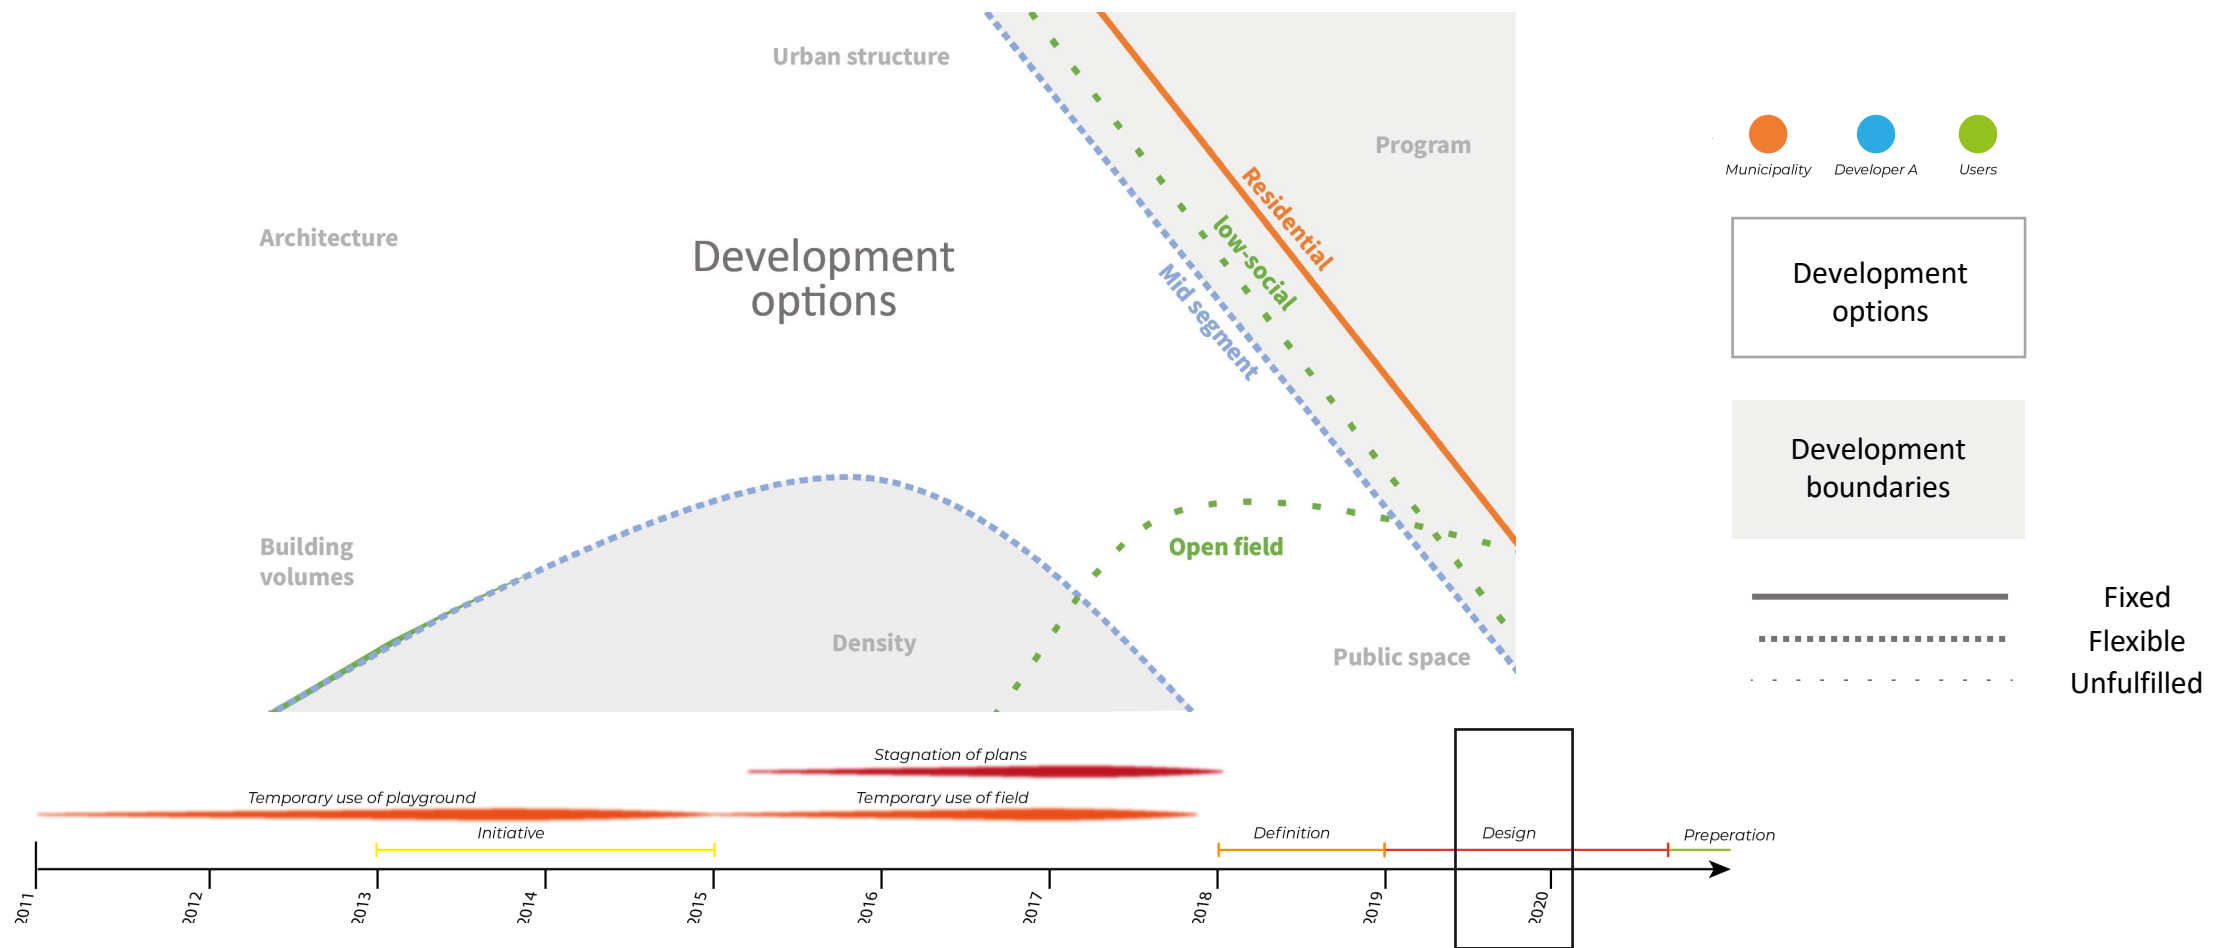 Urban structure
Program
Municipality
Developer A
Users
Architecture
Development
options
Residential
low-social
Mid segment
Development
options
Development
boundaries
Building
volumes
Open field
Density
Public space
Fixed
Flexible
Unfulfilled
Stagnation of plans
Temporary use of playground
Temporary use of field
Initiative
Definition
Design
Preperation
2011
2012
2013
2014
2015
2016
2017
2018
2019
2020